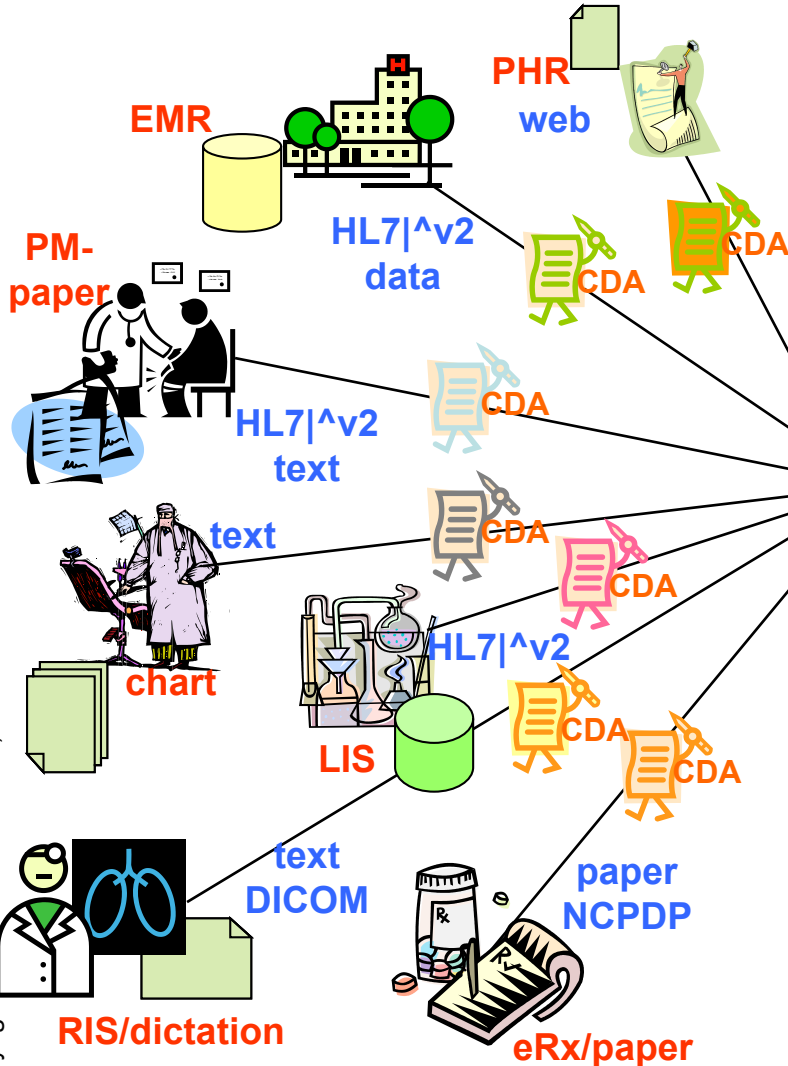 PHR
web
EMR
H
HL7|^v2
data
CDA
CDA
PM-
paper
CDA
HL7|^v2
text
text
CDA
CDA
HL7|^v2
chart
LIS
CDA
CDA
text
DICOM
paper
NCPDP
Rx
RIS/dictation
eRx/paper